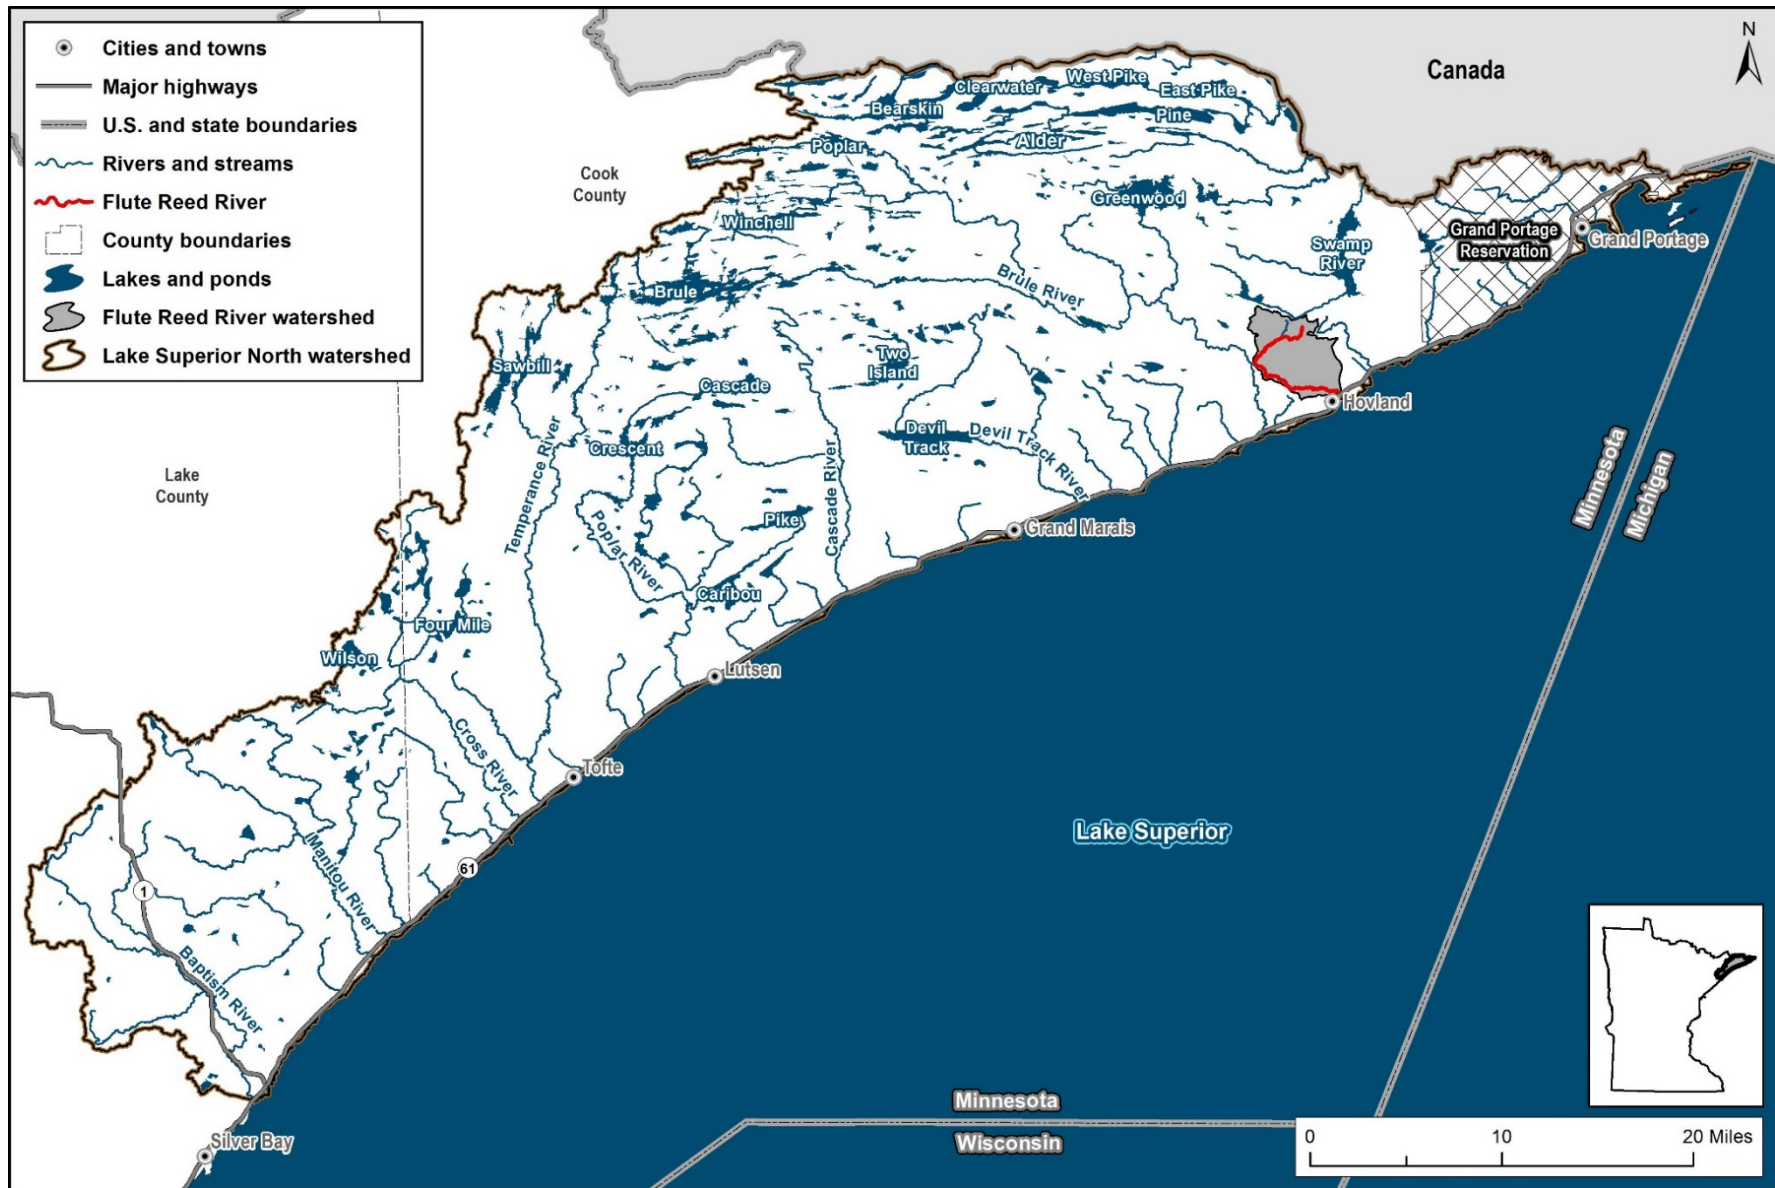 Cities and towns
Major highways
U.S. and state boundaries
Rivers and streams
Flute Reed River
County boundaries
Lakes and ponds
Flute Reed River watershed
Lake Superior North watershed
N
Canada
West Pike
Clearwater
East Pike
Bearskin
Pine
Alder
Poplar
Cook
County
Greenwood
Winchell
Grand Portage
Reservation
Grand Portage
Swamp
River
Brule River
Brule
Two
Island
Sawbill
Cascade
Hovland
Devil
Track
Devil Track River
Crescent
Temperance River
Cascade River
Lake
County
Minnesota
Michigan
Pike
Grand Marais
Poplar River
Caribou
Four Mile
Wilson
Lutsen
Cross River
Tofte
Lake Superior
Manitou River
61
1
Baptism River
Minnesota
Wisconsin
Silver Bay
0
10
20 Miles